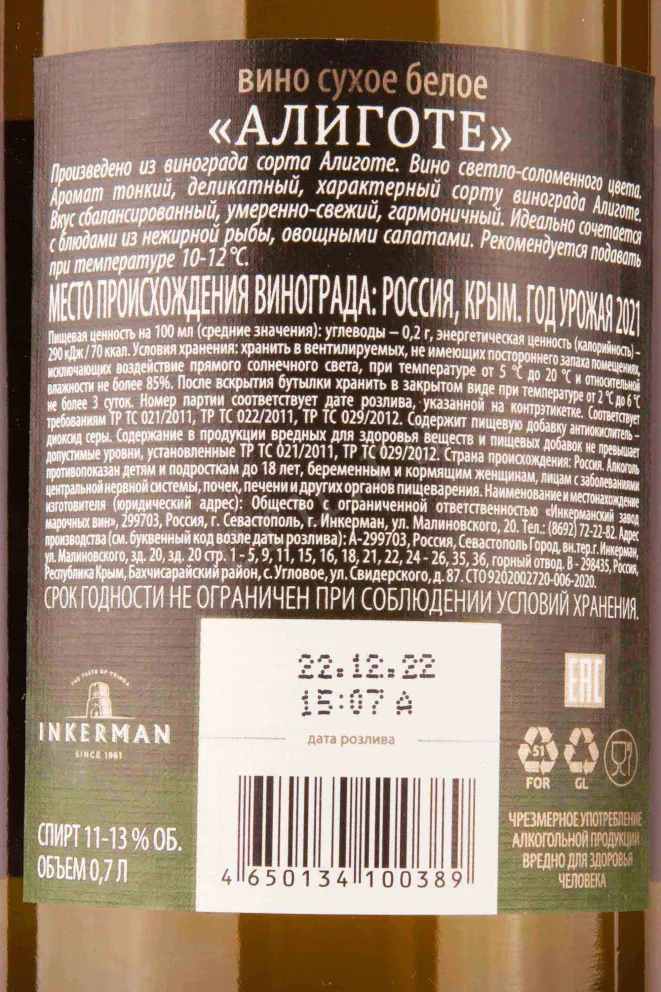 вино сухое белое
«АЛИГОТЕ»
Произведено из винограда сорта Алиготе. Вино светло-соломенного цвета.
Аромат тонкий, деликатный, характерный сорту винограда Алиготе.
Вкус сбалансированный, умеренно-свежий, гармоничный. Идеально сочетается
с блюдами из нежирной рыбы, овощными салатами. Рекомендуется подавать
при температуре 10-12 °С.
МЕСТО ПРОИСХОЖДЕНИЯ ВИНОГРАДА: РОССИЯ, КРЫМ. ГОД УРОЖАЯ 2021
Пищевая ценность на 100 мл (средние значения): углеводы – 0,2 г, энергетическая ценность (калорийность) –
290 кДж / 70 ккал. Условия хранения: хранить в вентилируемых, не имеющих постороннего запаха помещениях,
исключающих воздействие прямого солнечного света, при температуре от 5 °С до 20 °С и относительной
влажности не более 85%. После вскрытия бутылки хранить в закрытом виде при температуре от 2 °С до 6 °С
не более 3 суток. Номер партии соответствует дате розлива, указанной на контрэтикетке. Соответствует
требованиям ТР ТС 021/2011, ТР ТС 022/2011, ТР ТС 029/2012. Содержит пищевую добавку антиокислитель –
диоксид серы. Содержание в продукции вредных для здоровья веществ и пищевых добавок не превышает
допустимые уровни, установленные ТР ТС 021/2011, ТР ТС 029/2012. Страна происхождения: Россия. Алкоголь
противопоказан детям и подросткам до 18 лет, беременным и кормящим женщинам, лицам с заболеваниями
центральной нервной системы, почек, печени и других органов пищеварения. Наименование и местонахождение
изготовителя (юридический адрес): Общество с ограниченной ответственностью «Инкерманский завод
марочных вин», 299703, Россия, г. Севастополь, г. Инкерман, ул. Малиновского, 20. Тел.: (8692) 72-22-82. Адрес
производства (см. буквенный код возле даты розлива): А-299703, Россия, Севастополь Город, вн.тер.г. Инкерман,
ул. Малиновского, зд. 20, зд. 20 стр. 1 - 5, 9, 11, 15, 16, 18, 21, 22, 24 - 26, 35, 36, горный отвод. В - 298435, Россия,
Республика Крым, Бахчисарайский район, с. Угловое, ул. Свидерского, д. 87. СТО 9202002720-006-2020.
СРОК ГОДНОСТИ НЕ ОГРАНИЧЕН ПРИ СОБЛЮДЕНИИ УСЛОВИЙ ХРАНЕНИЯ.
22.12.22
15:07 А
дата розлива
THE TASTE OF CRIMEA
INKERMAN
SINCE 1961
EAC
51
FOR GL
СПИРТ 11-13 % ОБ.
ОБЪЕМ 0,7 Л
4 650134 100389
ЧРЕЗМЕРНОЕ УПОТРЕБЛЕНИЕ
АЛКОГОЛЬНОЙ ПРОДУКЦИИ
ВРЕДНО ДЛЯ ЗДОРОВЬЯ
ЧЕЛОВЕКА